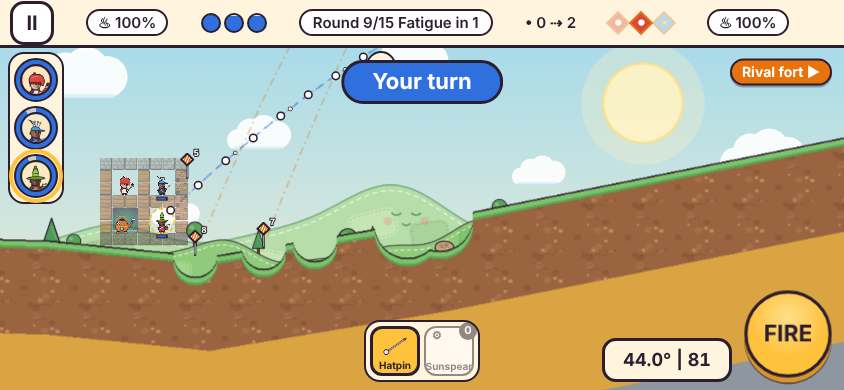 100%
Round 9/15 Fatigue in 1
• 0 ⇢ 2
100%
Your turn
Rival fort ▶
5
6
7
Hatpin
0
Sunspear
44.0° | 81
FIRE